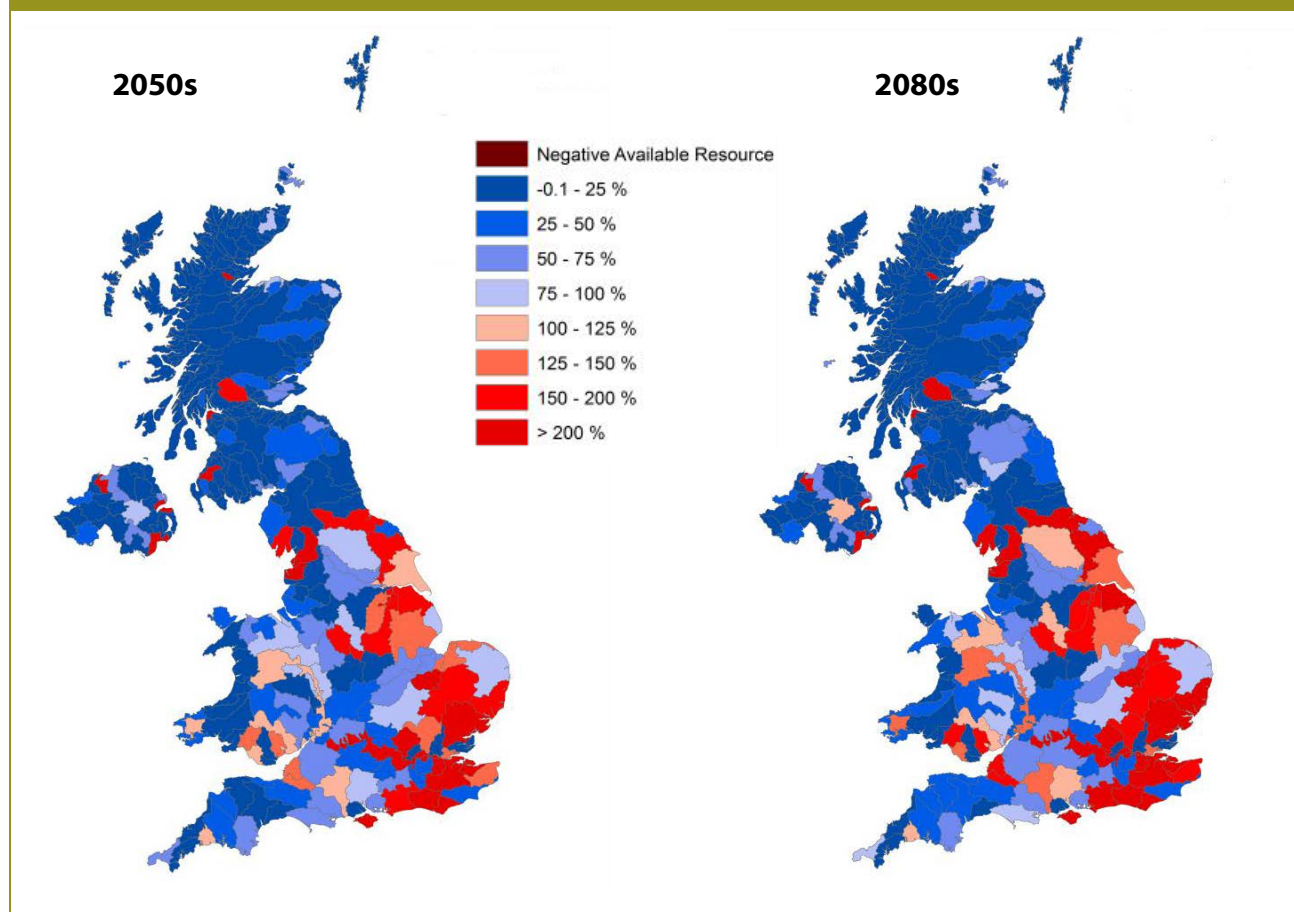 2050s
2080s
Negative Available Resource
-0.1 - 25 %
25 - 50 %
50 - 75 %
75 - 100 %
100 - 125 %
125 - 150 %
150 - 200 %
> 200 %